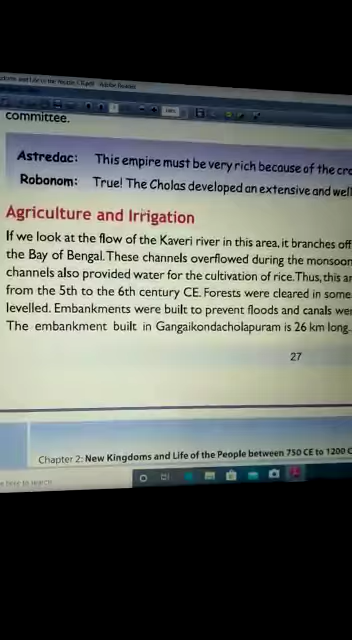 committee.
Astredac: This empire must be very rich because of the
Robonom: True! The Cholas developed an extensive and
Agriculture and Irrigation
If we look at the flow of the Kaveri river in this area, it branches off
the Bay of Bengal. These channels overflowed during the monsoon
channels also provided water for the cultivation of rice. Thus, this
from the 5th to the 6th century CE. Forests were cleared in some
levelled. Embankments were built to prevent floods and canals
The embankment built in Gangaikondacholapuram is 26 km long.
27
Chapter 2: New Kingdoms and Life of the People between 750 CE to 1200
here to search